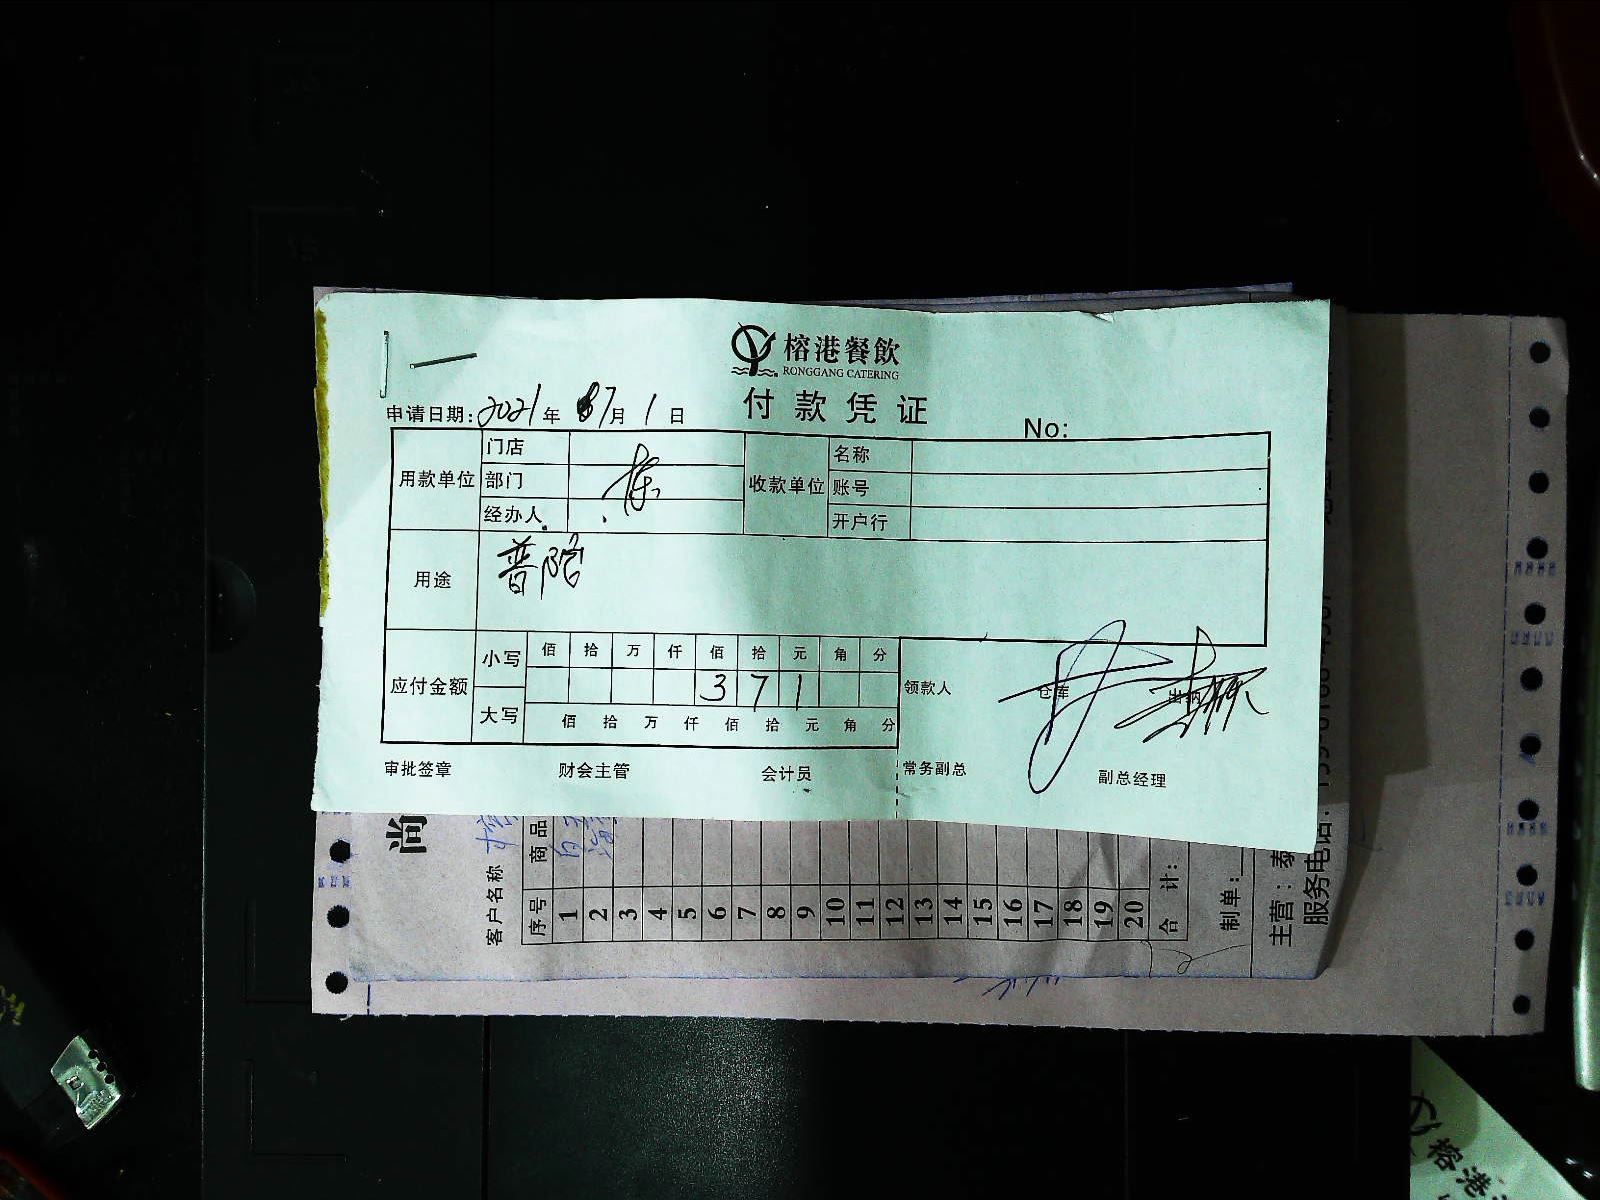 榕港餐飲
RONGGANG CATERING
付款凭证
申请日期: 2021年 7月 1日
No:
用款单位
门店
部门
经办人
收款单位
名称
账号
开户行
用途
普陀
应付金额
小写
佰 拾 万 仟 佰 拾 元 角 分
3 7 1
大写
佰 拾 万 仟 佰 拾 元 角 分
领款人
仓库
出纳
审批签章
财会主管
会计员
常务副总
副总经理
尚
客户名称
序号
商品
1
2
3
4
5
6
7
8
9
10
11
12
13
14
15
16
17
18
19
20
合 计:
制单:
主营: 泰
服务电话:
榕港